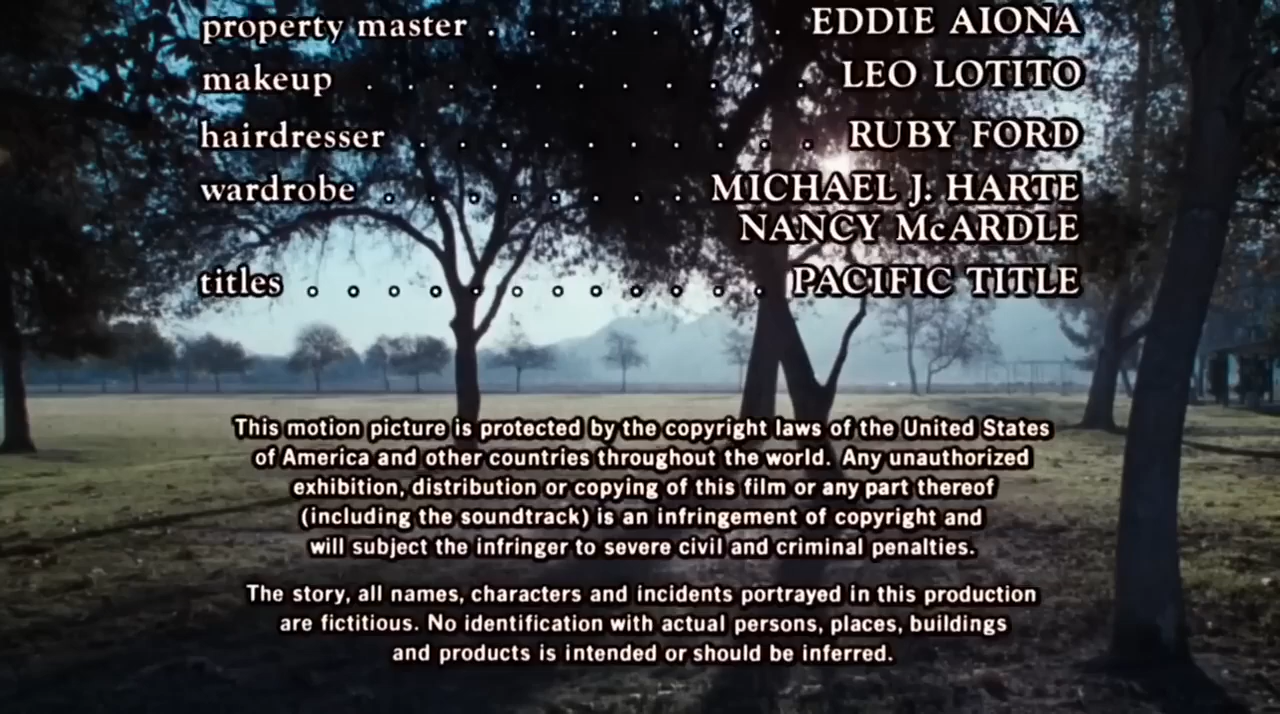 property master . . . . . . . . EDDIE AIONA
makeup . . . . . . . . . . . LEO LOTITO
hairdresser . . . . . . . . . . . RUBY FORD
wardrobe . . . . . . . . MICHAEL J. HARTE
NANCY McARDLE
titles . . . . . . . . . . . . PACIFIC TITLE
This motion picture is protected by the copyright laws of the United States
of America and other countries throughout the world. Any unauthorized
exhibition, distribution or copying of this film or any part thereof
(including the soundtrack) is an infringement of copyright and
will subject the infringer to severe civil and criminal penalties.
The story, all names, characters and incidents portrayed in this production
are fictitious. No identification with actual persons, places, buildings
and products is intended or should be inferred.